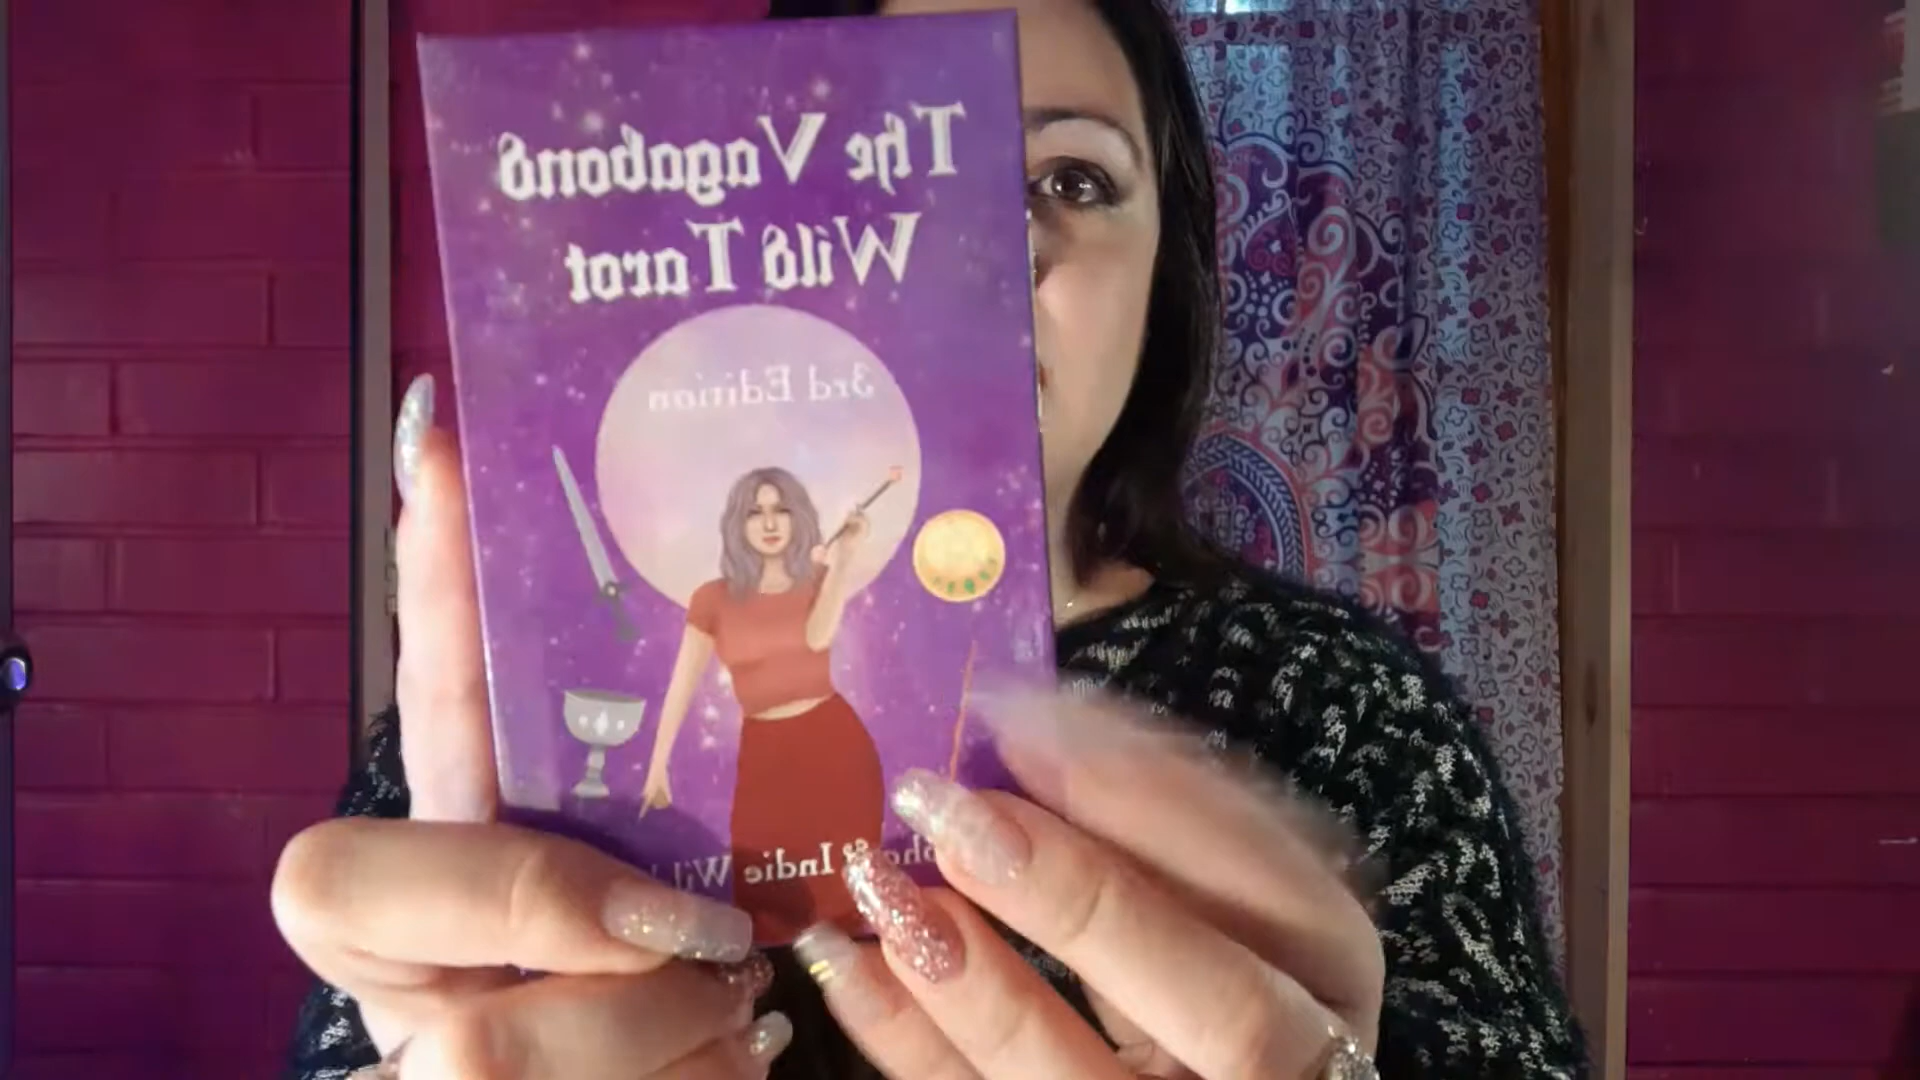 The Vagabond
Wild Tarot
3rd Edition
& Indie